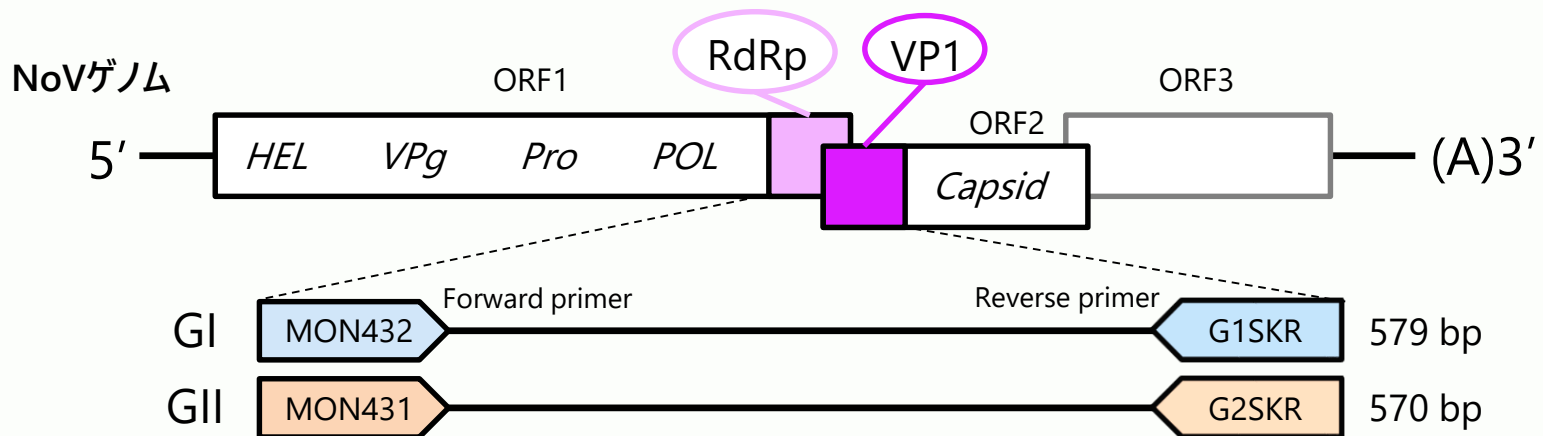 RdRp VP1
NoVゲノム ORF1 ORF3
ORF2
5′ HEL VPg Pro POL Capsid (A)3′
Forward primer Reverse primer
GI MON432 G1SKR 579 bp
GII MON431 G2SKR 570 bp